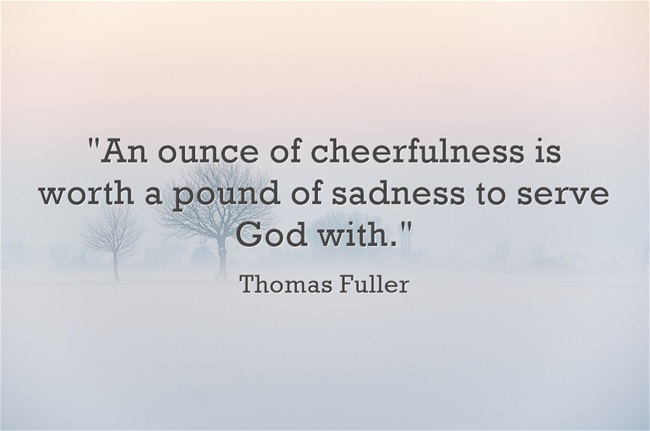 "An ounce of cheerfulness is
worth a pound of sadness to serve
God with."
Thomas Fuller